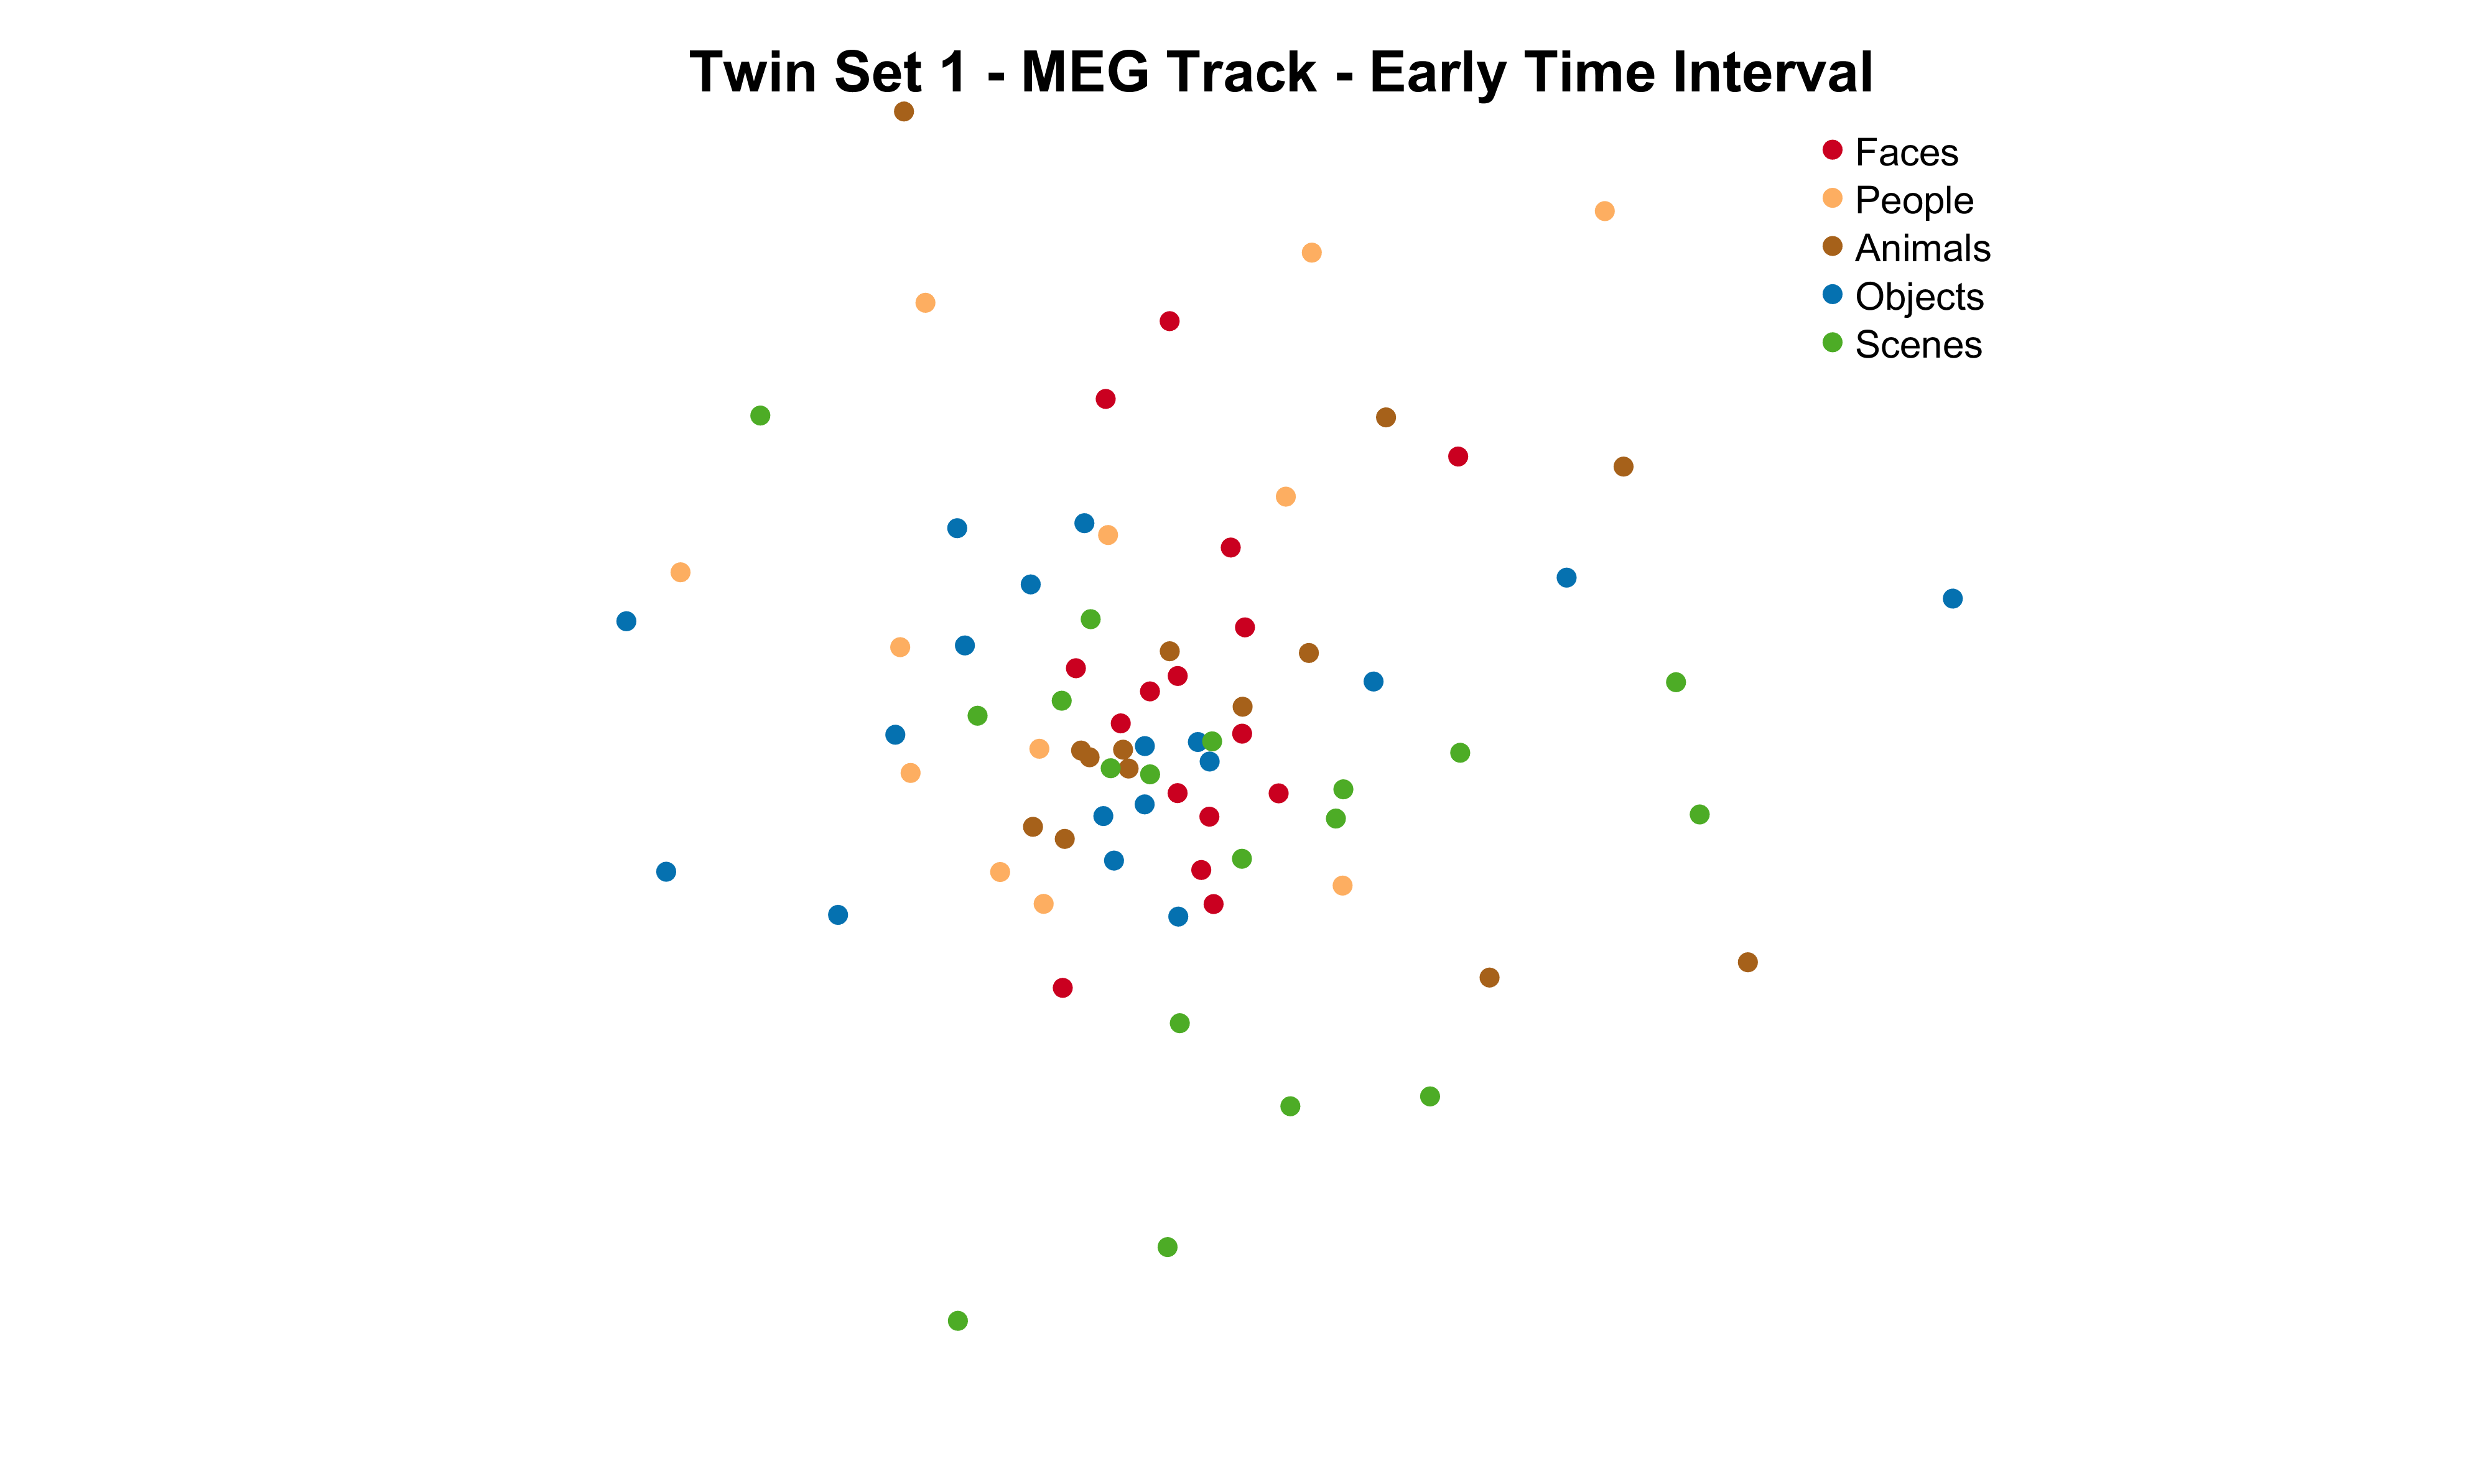 Twin Set 1 - MEG Track - Early Time Interval
Faces
People
Animals
Objects
Scenes